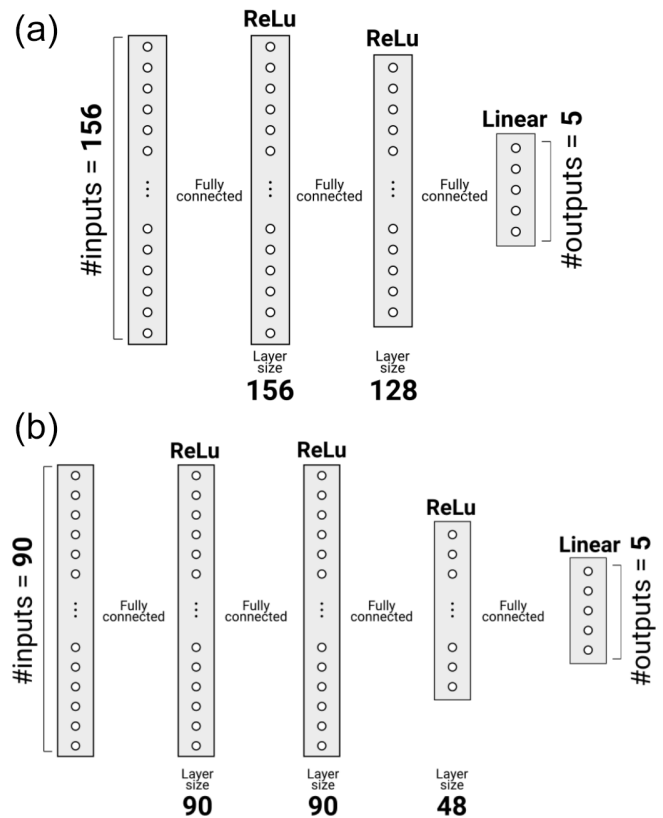 (a)
ReLu
ReLu
Linear
#inputs = 156
#outputs = 5
Fully
connected
Fully
connected
Fully
connected
Layer
size
156
Layer
size
128
(b)
ReLu
ReLu
ReLu
Linear
#inputs = 90
#outputs = 5
Fully
connected
Fully
connected
Fully
connected
Fully
connected
Layer
size
90
Layer
size
90
Layer
size
48